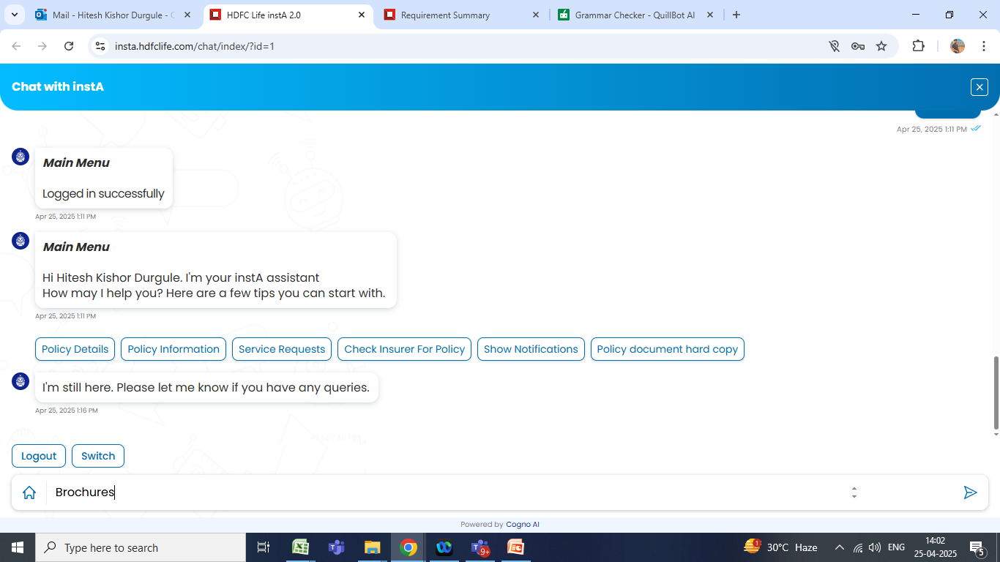 Mail - Hitesh Kishor Durgule - O
HDFC Life instA 2.0
Requirement Summary
Grammar Checker - QuillBot AI
insta.hdfclife.com/chat/index/?id=1
Chat with instA
Apr 25, 2025 1:11 PM
Main Menu
Logged in successfully
Apr 25, 2025 1:11 PM
Main Menu
Hi Hitesh Kishor Durgule. I'm your instA assistant
How may I help you? Here are a few tips you can start with.
Apr 25, 2025 1:11 PM
Policy Details Policy Information Service Requests Check Insurer For Policy Show Notifications Policy document hard copy
I'm still here. Please let me know if you have any queries.
Apr 25, 2025 1:16 PM
Logout Switch
Brochures
Powered by Cogno AI
Type here to search
9+
1
30°C Haze
ENG
14:02
25-04-2025
5